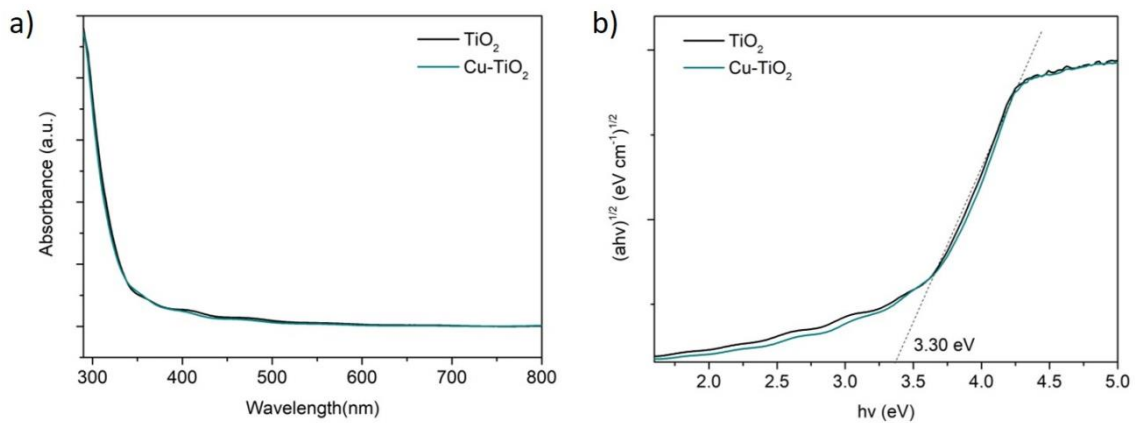 a)
TiO₂
Cu-TiO₂
Absorbance (a.u.)
300 400 500 600 700 800
Wavelength(nm)
b)
TiO₂
Cu-TiO₂
(ahv)¹/² (eV cm⁻¹)¹/²
3.30 eV
2.0 2.5 3.0 3.5 4.0 4.5 5.0
hv (eV)